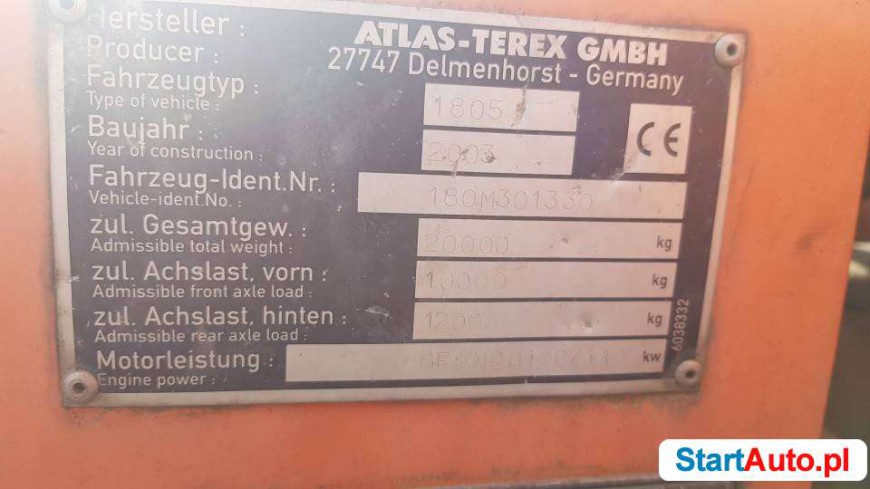 Hersteller :
Producer :
ATLAS-TEREX GMBH
27747 Delmenhorst - Germany
Fahrzeugtyp :
Type of vehicle :
1805
Baujahr :
Year of construction :
2003
CE
Fahrzeug-Ident.Nr. :
Vehicle-ident.No. :
180M301330
zul. Gesamtgew. :
Admissible total weight :
20000 kg
zul. Achslast, vorn :
Admissible front axle load :
10000 kg
zul. Achslast, hinten :
Admissible rear axle load :
12000 kg
6038332
Motorleistung :
Engine power :
kw
StartAuto.pl